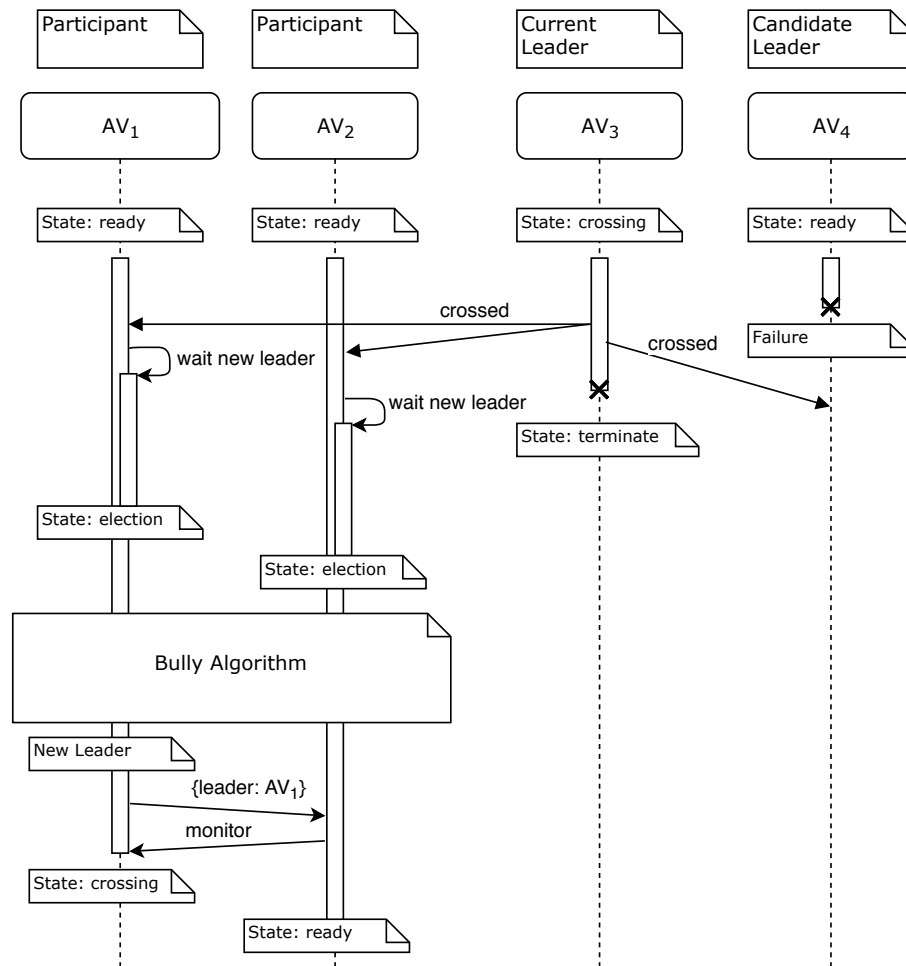 Participant
Participant
Current
Leader
Candidate
Leader
AV1
AV2
AV3
AV4
State: ready
State: ready
State: crossing
State: ready
crossed
Failure
crossed
wait new leader
wait new leader
State: terminate
State: election
State: election
Bully Algorithm
New Leader
{leader: AV1}
monitor
State: crossing
State: ready